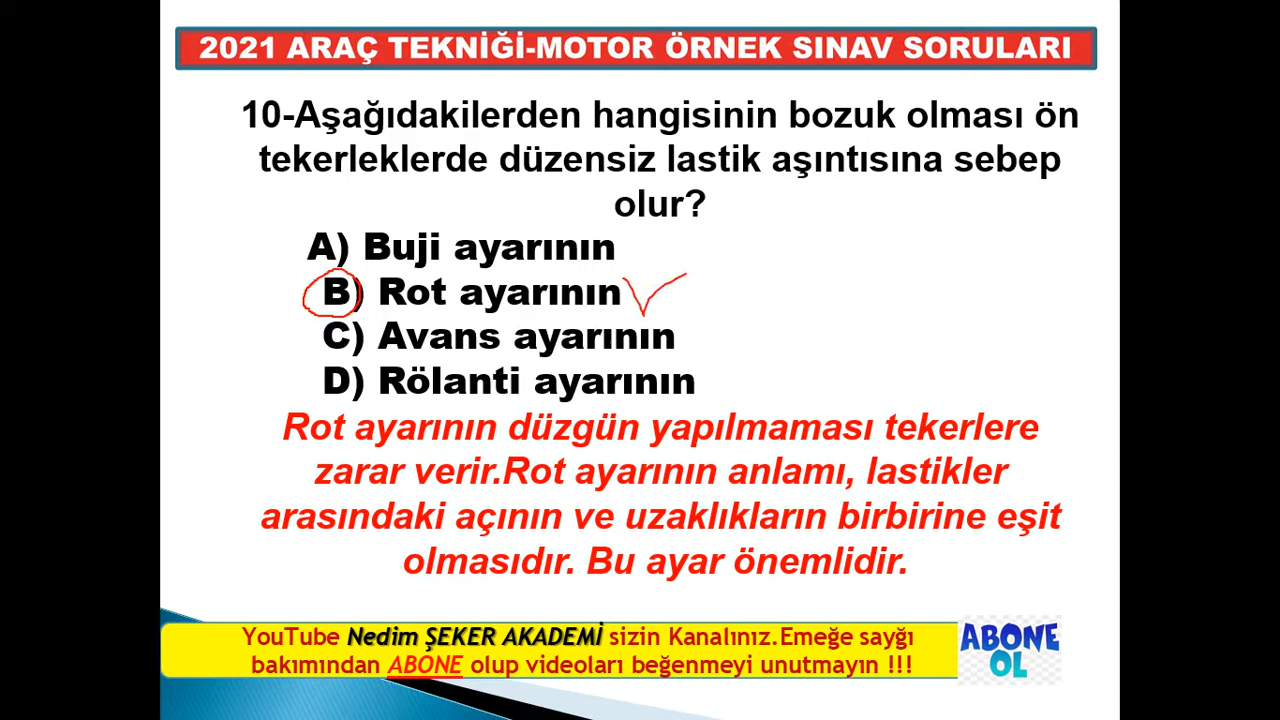 2021 ARAÇ TEKNİĞİ-MOTOR ÖRNEK SINAV SORULARI
10-Aşağıdakilerden hangisinin bozuk olması ön
tekerleklerde düzensiz lastik aşıntısına sebep
olur?
A) Buji ayarının
B) Rot ayarının
C) Avans ayarının
D) Rölanti ayarının
Rot ayarının düzgün yapılmaması tekerlere
zarar verir.Rot ayarının anlamı, lastikler
arasındaki açının ve uzaklıkların birbirine eşit
olmasıdır. Bu ayar önemlidir.
YouTube Nedim ŞEKER AKADEMİ sizin Kanalınız.Emeğe saygı
bakımından ABONE olup videoları beğenmeyi unutmayın !!!
ABONE
OL